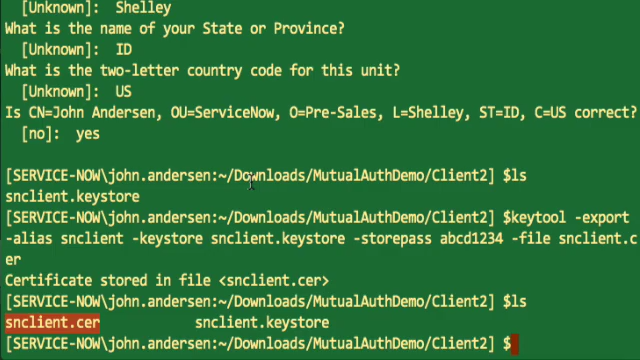 [Unknown]:  Shelley
What is the name of your State or Province?
[Unknown]:  ID
What is the two-letter country code for this unit?
[Unknown]:  US
Is CN=John Andersen, OU=ServiceNow, O=Pre-Sales, L=Shelley, ST=ID, C=US correct?
[no]:  yes
[SERVICE-NOW\john.andersen:~/Downloads/MutualAuthDemo/Client2] $ls
snclient.keystore
[SERVICE-NOW\john.andersen:~/Downloads/MutualAuthDemo/Client2] $keytool -export
-alias snclient -keystore snclient.keystore -storepass abcd1234 -file snclient.c
er
Certificate stored in file <snclient.cer>
[SERVICE-NOW\john.andersen:~/Downloads/MutualAuthDemo/Client2] $ls
snclient.cer            snclient.keystore
[SERVICE-NOW\john.andersen:~/Downloads/MutualAuthDemo/Client2] $